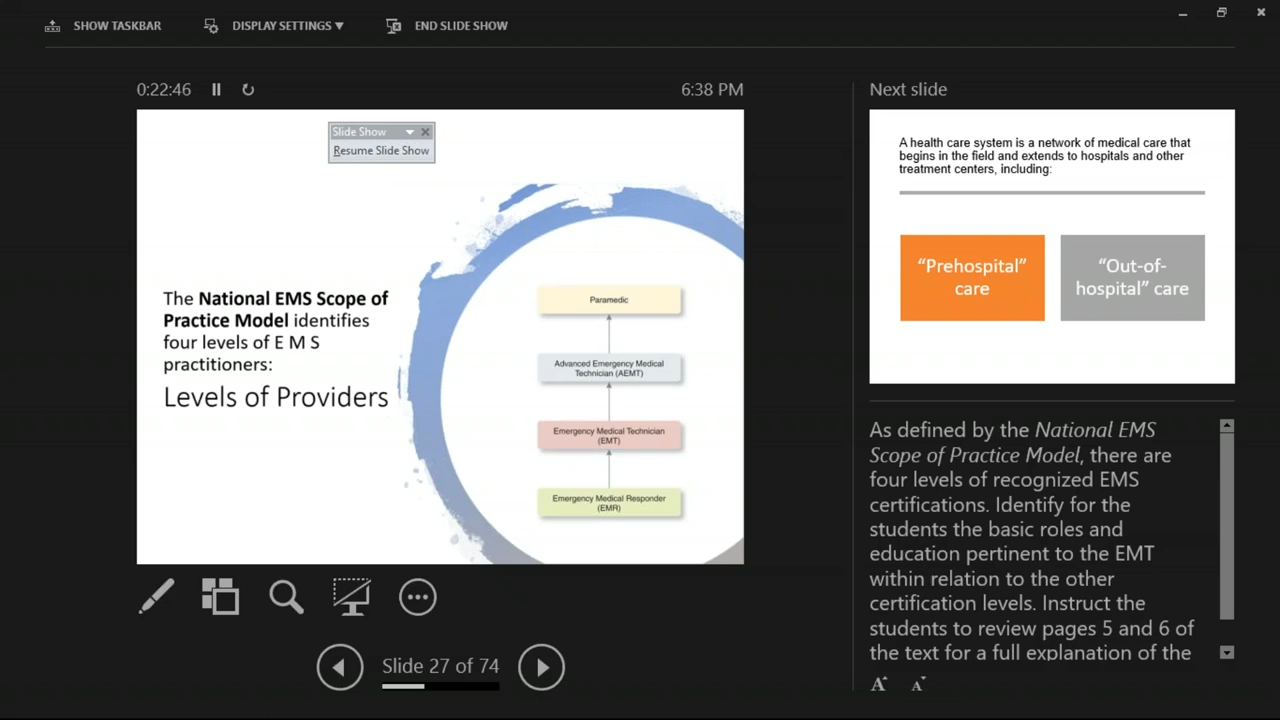 SHOW TASKBAR
DISPLAY SETTINGS ▼
END SLIDE SHOW
0:22:46
6:38 PM
Slide Show
Resume Slide Show
The National EMS Scope of
Practice Model identifies
four levels of E M S
practitioners:
Levels of Providers
Paramedic
Advanced Emergency Medical
Technician (AEMT)
Emergency Medical Technician
(EMT)
Emergency Medical Responder
(EMR)
Slide 27 of 74
Next slide
A health care system is a network of medical care that
begins in the field and extends to hospitals and other
treatment centers, including:
“Prehospital”
care
“Out-of-
hospital” care
As defined by the National EMS
Scope of Practice Model, there are
four levels of recognized EMS
certifications. Identify for the
students the basic roles and
education pertinent to the EMT
within relation to the other
certification levels. Instruct the
students to review pages 5 and 6 of
the text for a full explanation of the
A A